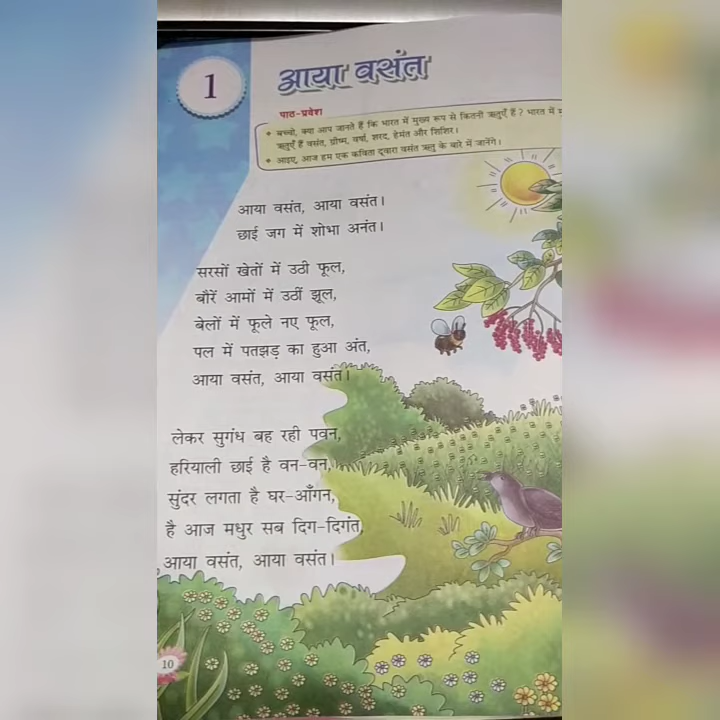 1
आया वसंत
पाठ-प्रवेश
• बच्चो, क्या आप जानते हैं कि भारत में मुख्य रूप से कितनी ऋतुएँ हैं? भारत में
ऋतुएँ हैं वसंत, ग्रीष्म, वर्षा, शरद, हेमंत और शिशिर।
• आइए, आज हम एक कविता द्वारा वसंत ऋतु के बारे में जानेंगे।
आया वसंत, आया वसंत।
छाई जग में शोभा अनंत।
सरसों खेतों में उठी फूल,
बौरें आमों में उठीं झूल,
बेलों में फूले नए फूल,
पल में पतझड़ का हुआ अंत,
आया वसंत, आया वसंत।
लेकर सुगंध बह रही पवन,
हरियाली छाई है वन-वन,
सुंदर लगता है घर-आँगन,
है आज मधुर सब दिग-दिगंत,
आया वसंत, आया वसंत।
10